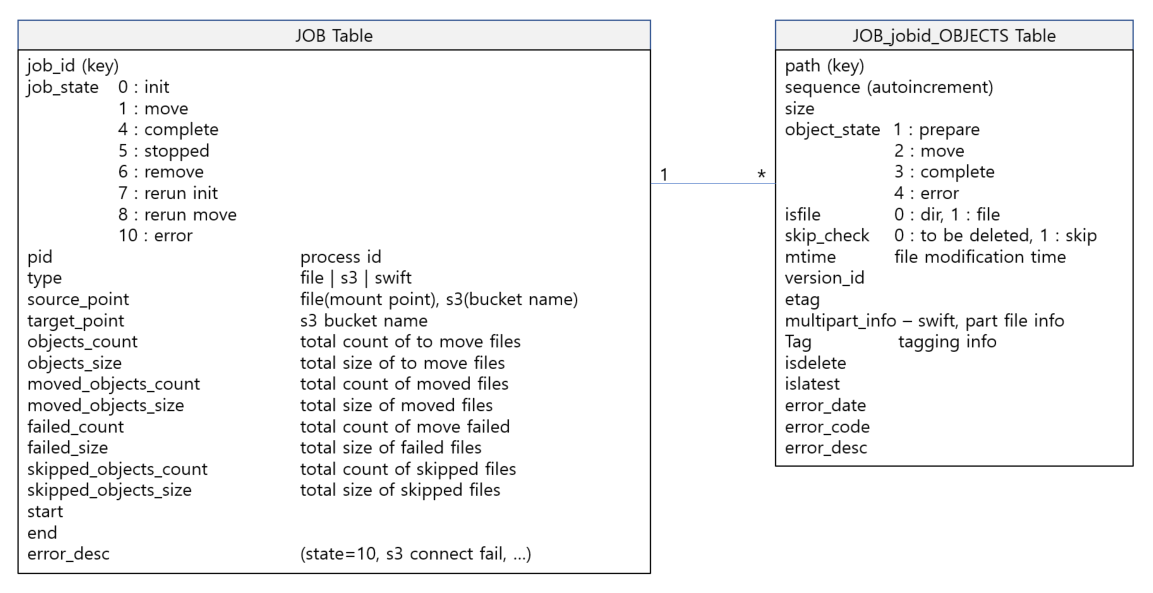 JOB Table
job_id (key)
job_state 0 : init
1 : move
4 : complete
5 : stopped
6 : remove
7 : rerun init
8 : rerun move
10 : error
pid process id
type file | s3 | swift
source_point file(mount point), s3(bucket name)
target_point s3 bucket name
objects_count total count of to move files
objects_size total size of to move files
moved_objects_count total count of moved files
moved_objects_size total size of moved files
failed_count total count of move failed
failed_size total size of failed files
skipped_objects_count total count of skipped files
skipped_objects_size total size of skipped files
start
end
error_desc (state=10, s3 connect fail, ...)
1 *
JOB_jobid_OBJECTS Table
path (key)
sequence (autoincrement)
size
object_state 1 : prepare
2 : move
3 : complete
4 : error
isfile 0 : dir, 1 : file
skip_check 0 : to be deleted, 1 : skip
mtime file modification time
version_id
etag
multipart_info – swift, part file info
Tag tagging info
isdelete
islatest
error_date
error_code
error_desc